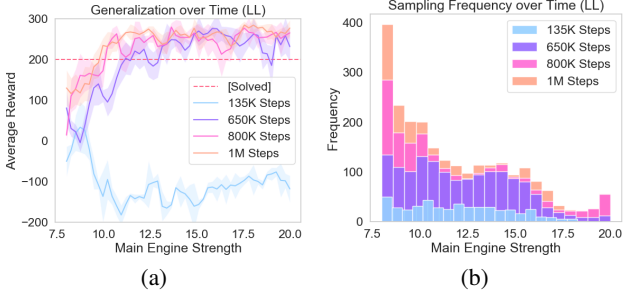 Generalization over Time (LL)
300
200
100
0
−100
−200
Average Reward
[Solved]
135K Steps
650K Steps
800K Steps
1M Steps
7.5 10.0 12.5 15.0 17.5 20.0
Main Engine Strength
(a)
Sampling Frequency over Time (LL)
400
300
200
100
0
Frequency
135K Steps
650K Steps
800K Steps
1M Steps
7.5 10.0 12.5 15.0 17.5 20.0
Main Engine Strength
(b)